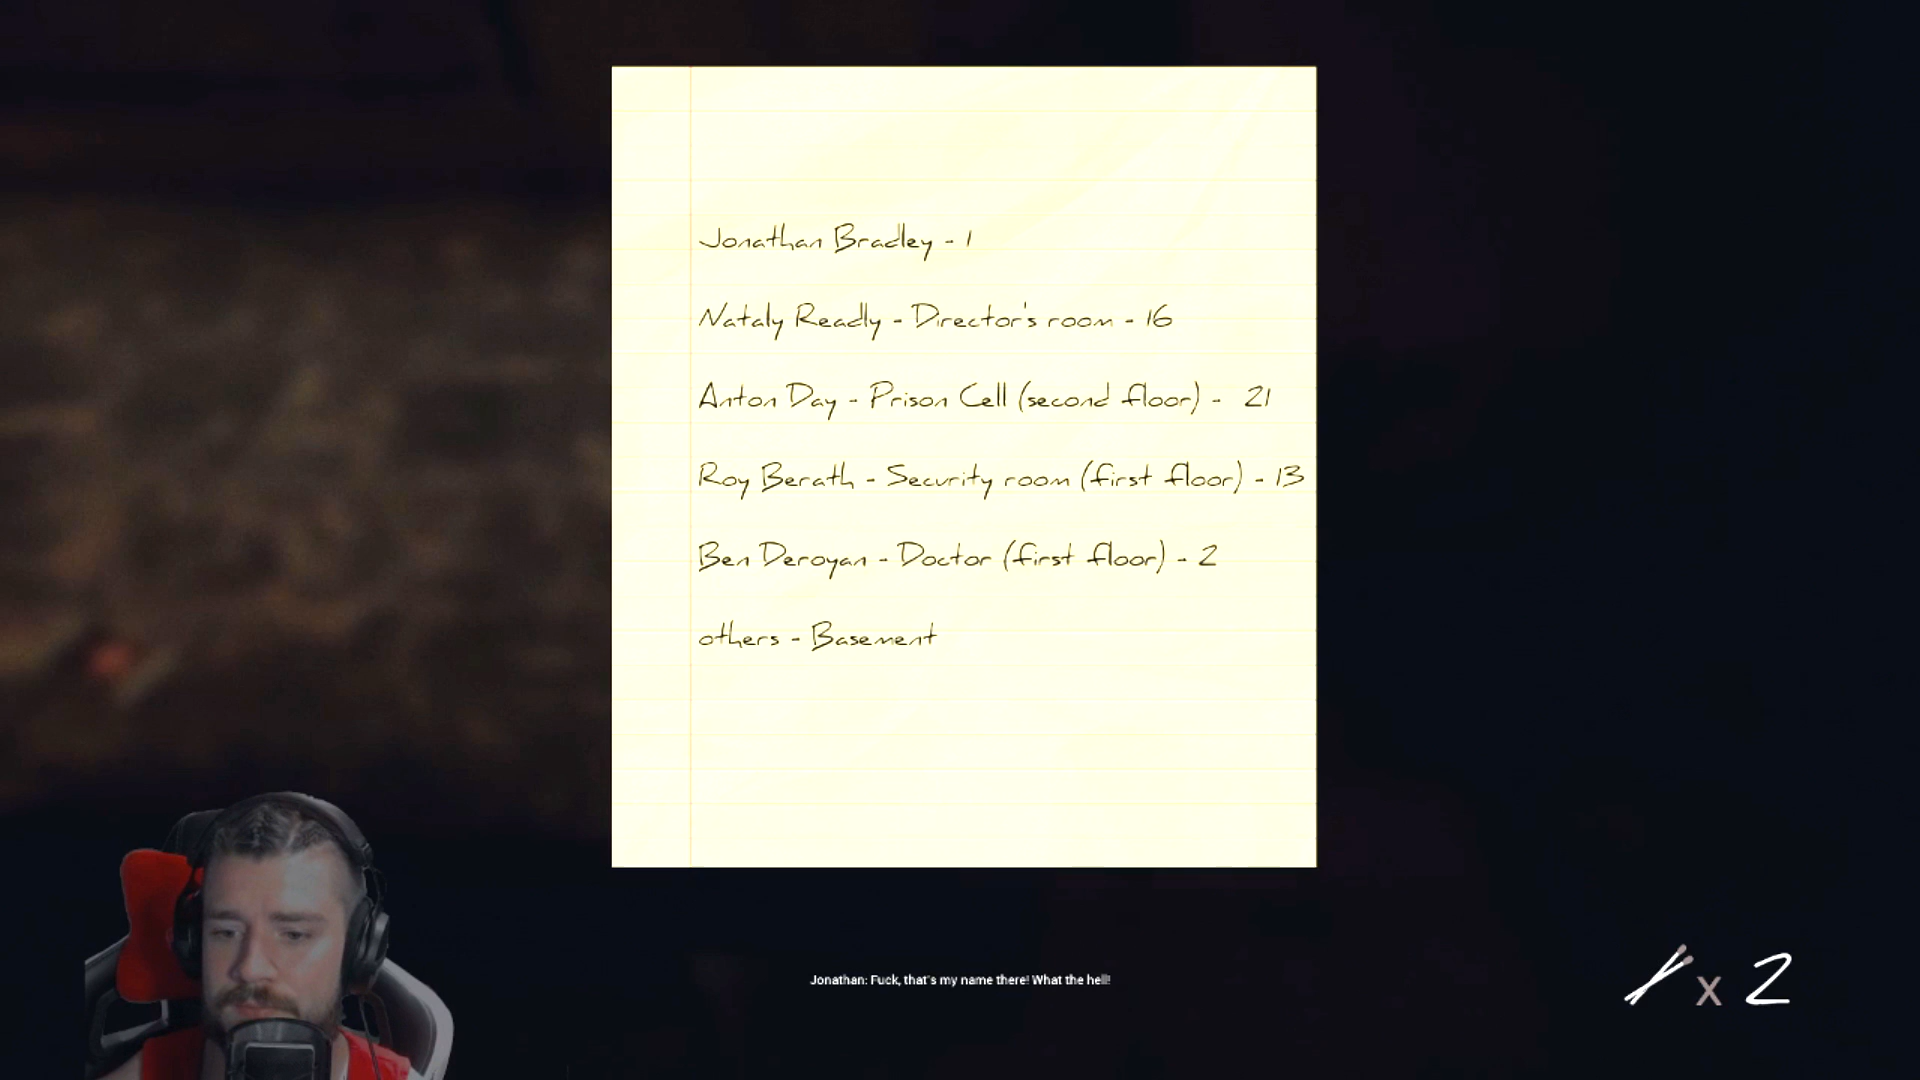 Jonathan Bradley - 1
Nataly Readly - Director's room - 16
Anton Day - Prison Cell (second floor) - 21
Roy Berath - Security room (first floor) - 13
Ben Deroyan - Doctor (first floor) - 2
others - Basement
Jonathan: Fuck, that's my name there! What the hell!
x 2